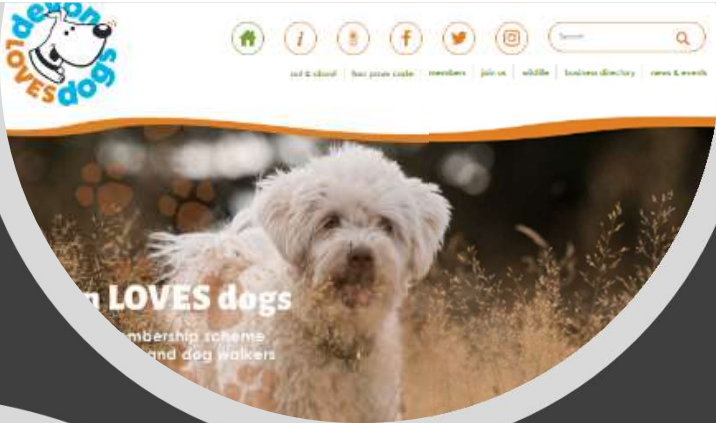 devon
LOVES
dogs
i
f
Search
out & about four paws code members join us wildlife business directory news & events
n LOVES dogs
mbership scheme
and dog walkers